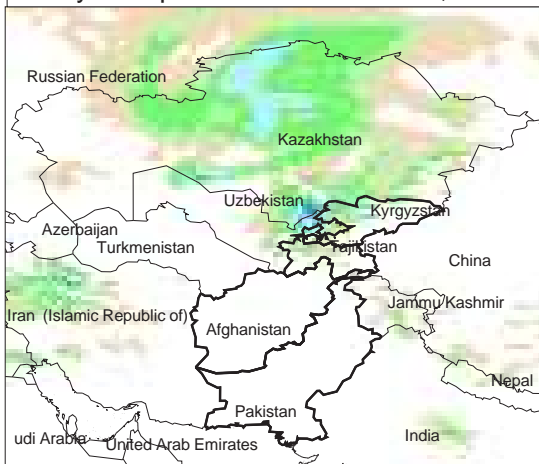 Russian Federation
Kazakhstan
Uzbekistan
Kyrgyzstan
Azerbaijan
Turkmenistan
Tajikistan
China
Jammu/Kashmir
Iran (Islamic Republic of)
Afghanistan
Nepal
Pakistan
udi Arabia
United Arab Emirates
India